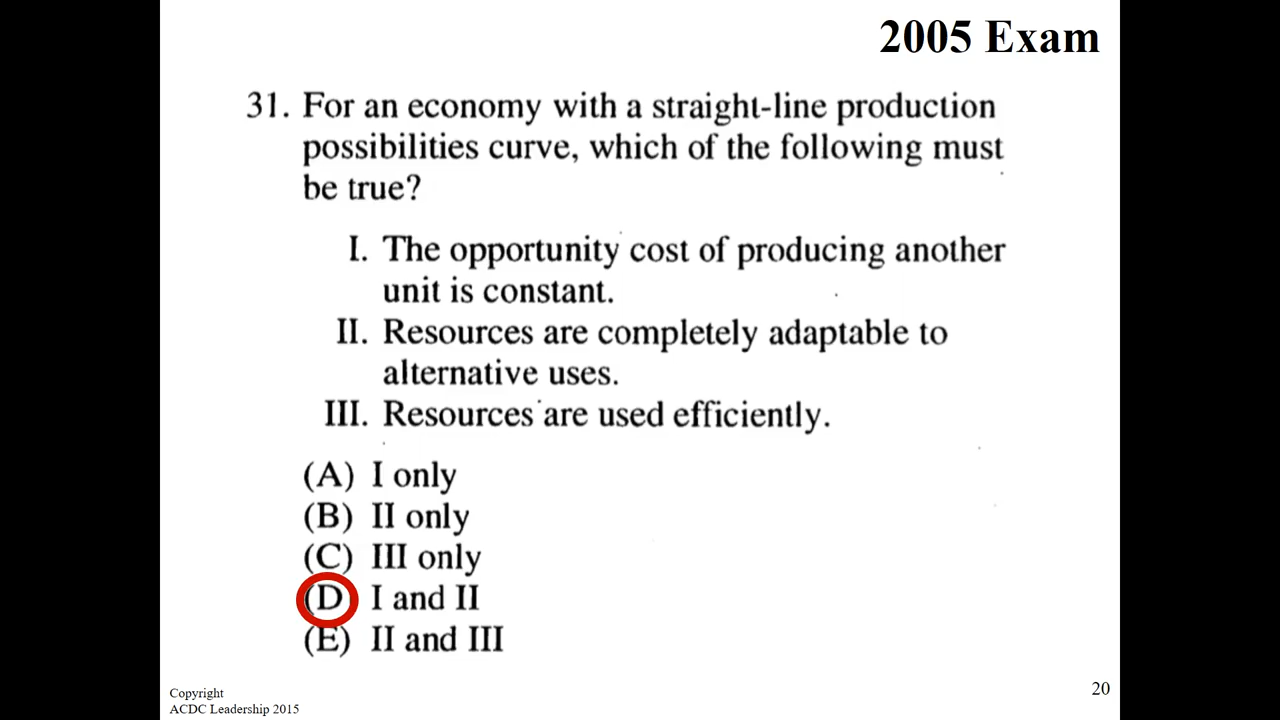 2005 Exam
31. For an economy with a straight-line production
possibilities curve, which of the following must
be true?
I. The opportunity cost of producing another
unit is constant.
II. Resources are completely adaptable to
alternative uses.
III. Resources are used efficiently.
(A) I only
(B) II only
(C) III only
(D) I and II
(E) II and III
Copyright
ACDC Leadership 2015
20